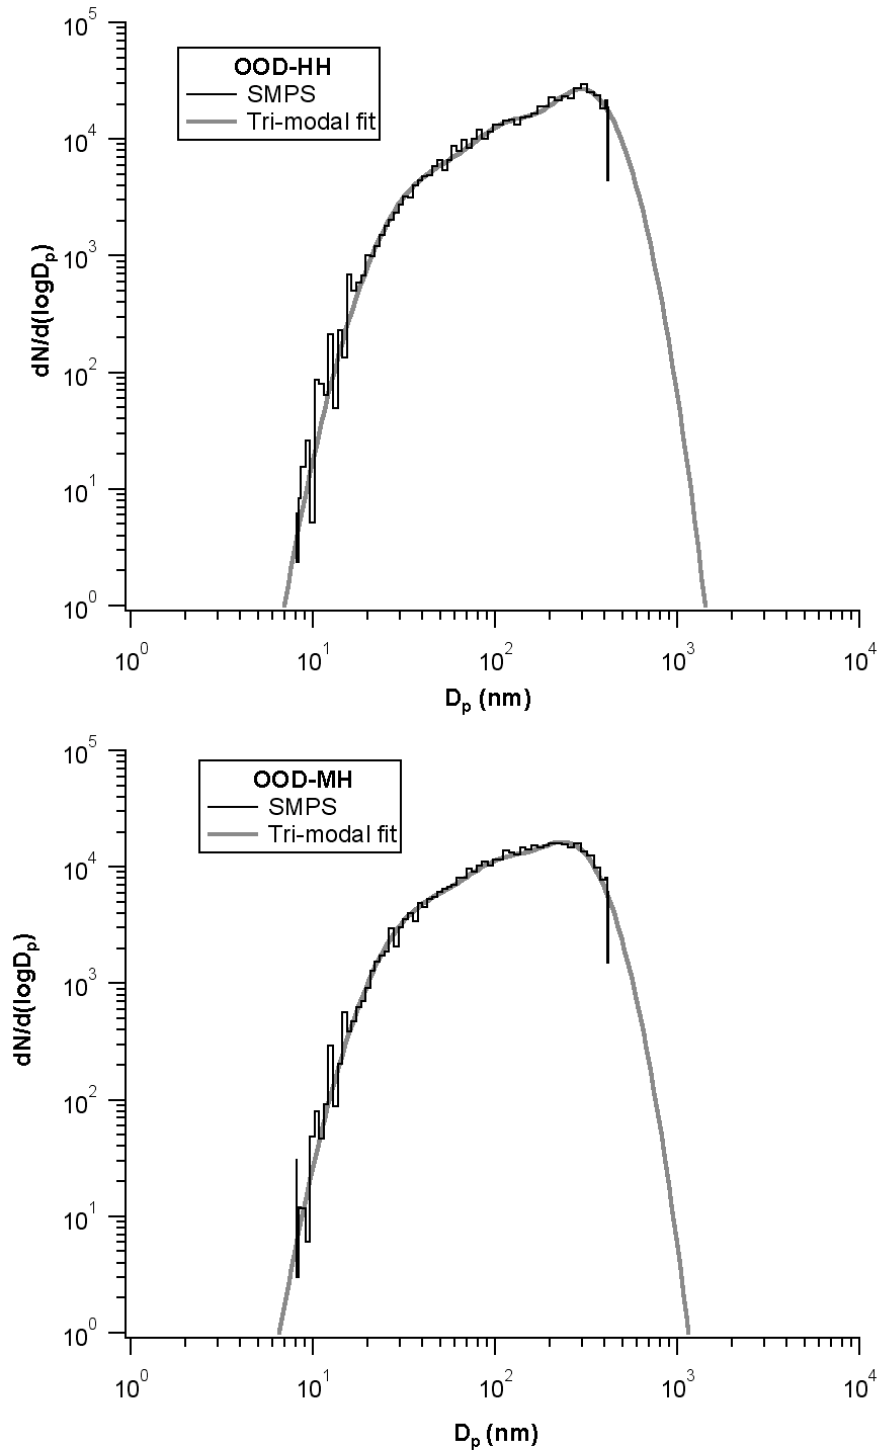 10^5
OOD-HH
SMPS
Tri-modal fit
10^4
10^3
10^2
10^1
10^0
dN/d(logD_p)
10^0 10^1 10^2 10^3 10^4
D_p (nm)
10^5
OOD-MH
SMPS
Tri-modal fit
10^4
10^3
10^2
10^1
10^0
dN/d(logD_p)
10^0 10^1 10^2 10^3 10^4
D_p (nm)